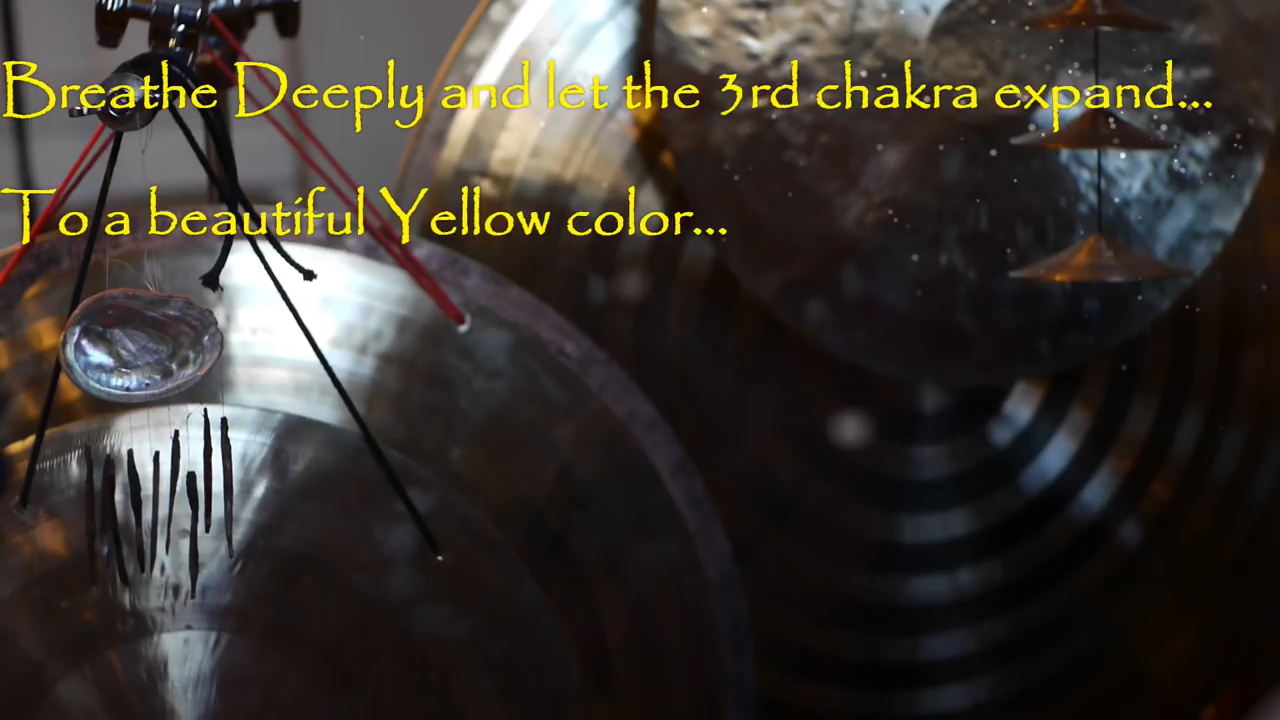 Breathe Deeply and let the 3rd chakra expand...
To a beautiful Yellow color...